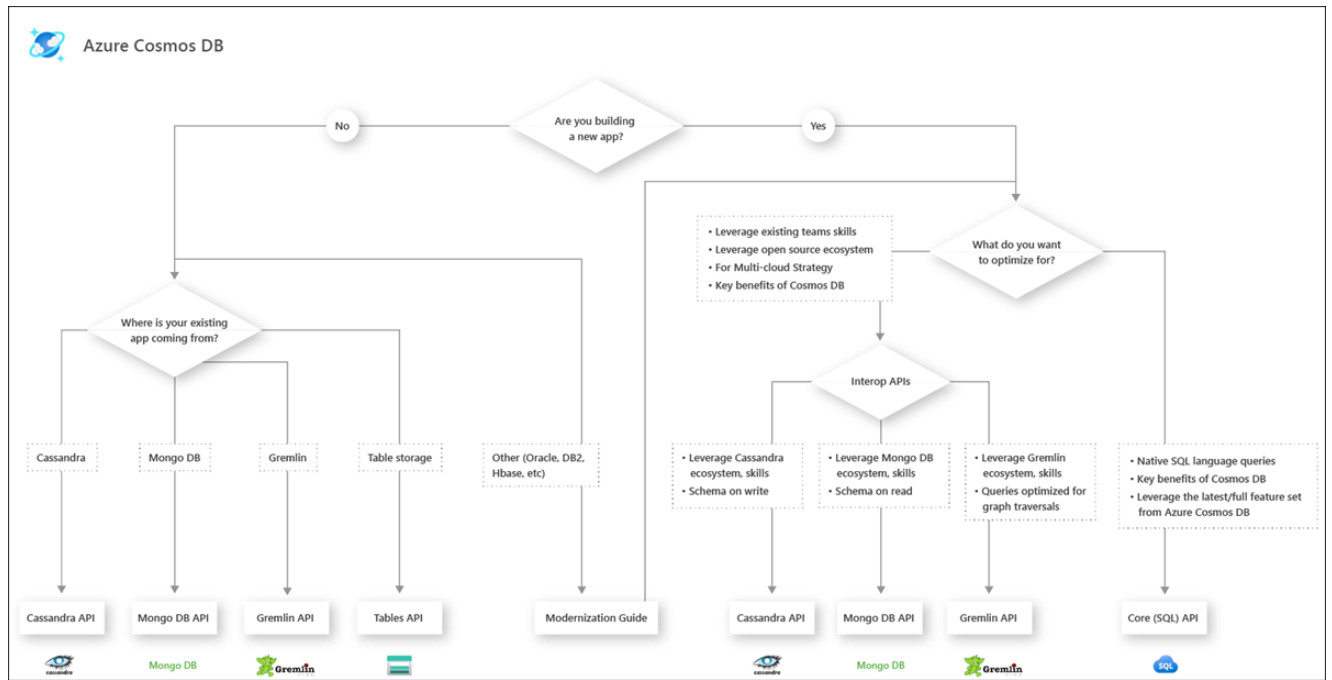 Azure Cosmos DB
Are you building
a new app?
No
Yes
• Leverage existing teams skills
• Leverage open source ecosystem
• For Multi-cloud Strategy
• Key benefits of Cosmos DB
What do you want
to optimize for?
Where is your existing
app coming from?
Interop APIs
Cassandra
Mongo DB
Gremlin
Table storage
Other (Oracle, DB2,
Hbase, etc)
• Leverage Cassandra
ecosystem, skills
• Schema on write
• Leverage Mongo DB
ecosystem, skills
• Schema on read
• Leverage Gremlin
ecosystem, skills
• Queries optimized for
graph traversals
• Native SQL language queries
• Key benefits of Cosmos DB
• Leverage the latest/full feature set
from Azure Cosmos DB
Cassandra API
Mongo DB API
Gremlin API
Tables API
Modernization Guide
Cassandra API
Mongo DB API
Gremlin API
Core (SQL) API
cassandra
Mongo DB
Gremlin
cassandra
Mongo DB
Gremlin
SQL